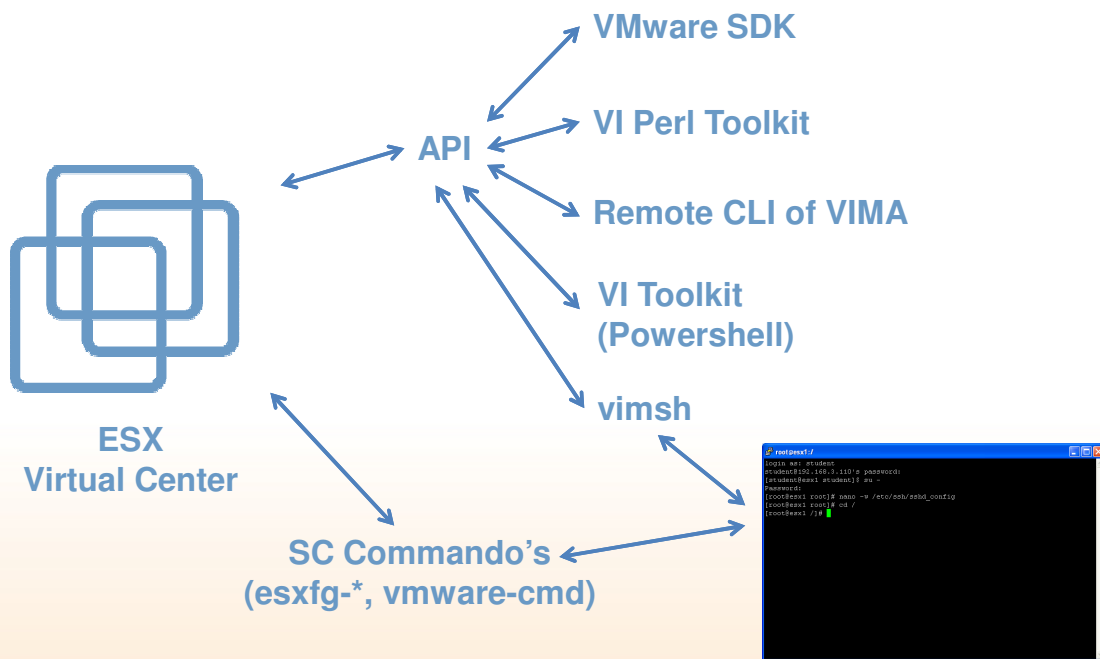 VMware SDK
VI Perl Toolkit
API
Remote CLI of VIMA
VI Toolkit
(Powershell)
vimsh
ESX
Virtual Center
SC Commando's
(esxfg-*, vmware-cmd)
root@esx1:/
login as: student
student@192.168.3.110's password:
[student@esx1 student]$ su -
Password:
[root@esx1 root]# nano -w /etc/ssh/sshd_config
[root@esx1 root]# cd /
[root@esx1 /]#